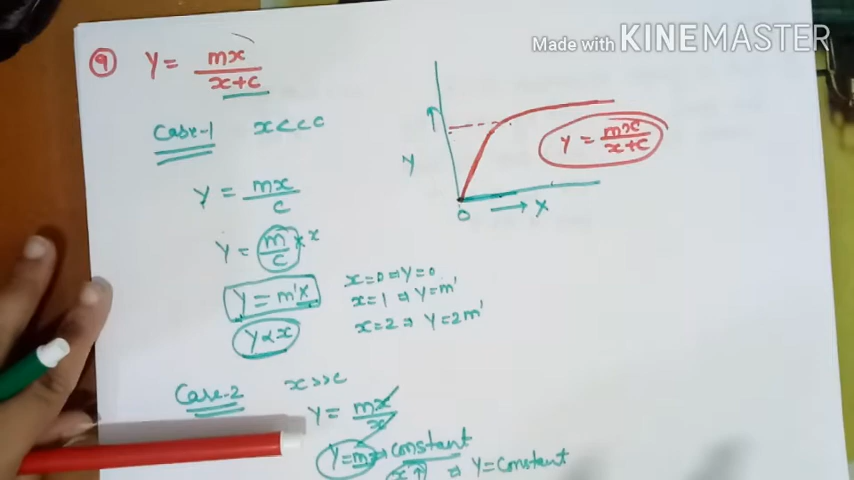 Made with KINEMASTER
9 Y = mx / x+c
Case-1 x<<c
Y = mx / c
Y = m/c × x
Y = m'x
Y∝x
x=0 ⇒ Y=0
x=1 ⇒ Y=m'
x=2 ⇒ Y=2m'
Case-2 x>>c
Y = mx / x
Y=m ⇒ constant
x↑ ⇒ Y=constant
Y
0 → X
Y = mx / x+c